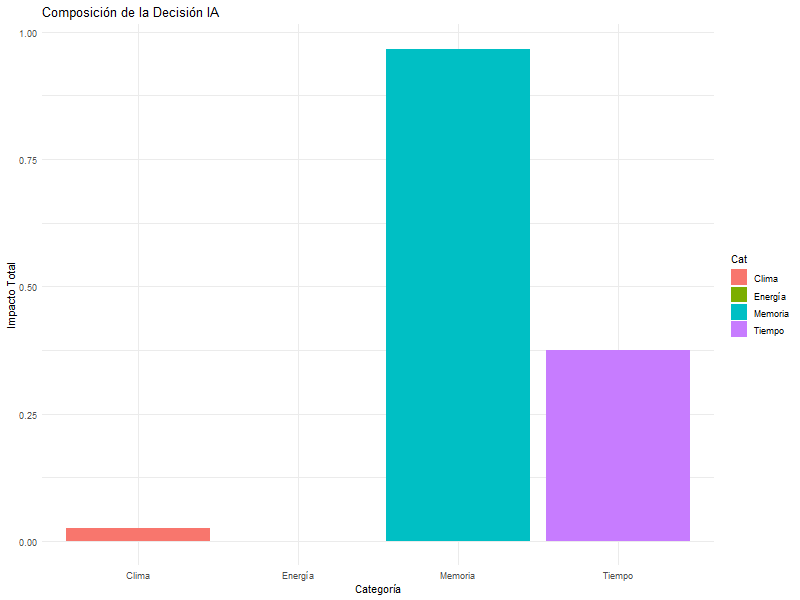 Composición de la Decisión IA
1.00
0.75
0.50
0.25
0.00
Impacto Total
Clima
Energía
Memoria
Tiempo
Categoría
Cat
Clima
Energía
Memoria
Tiempo